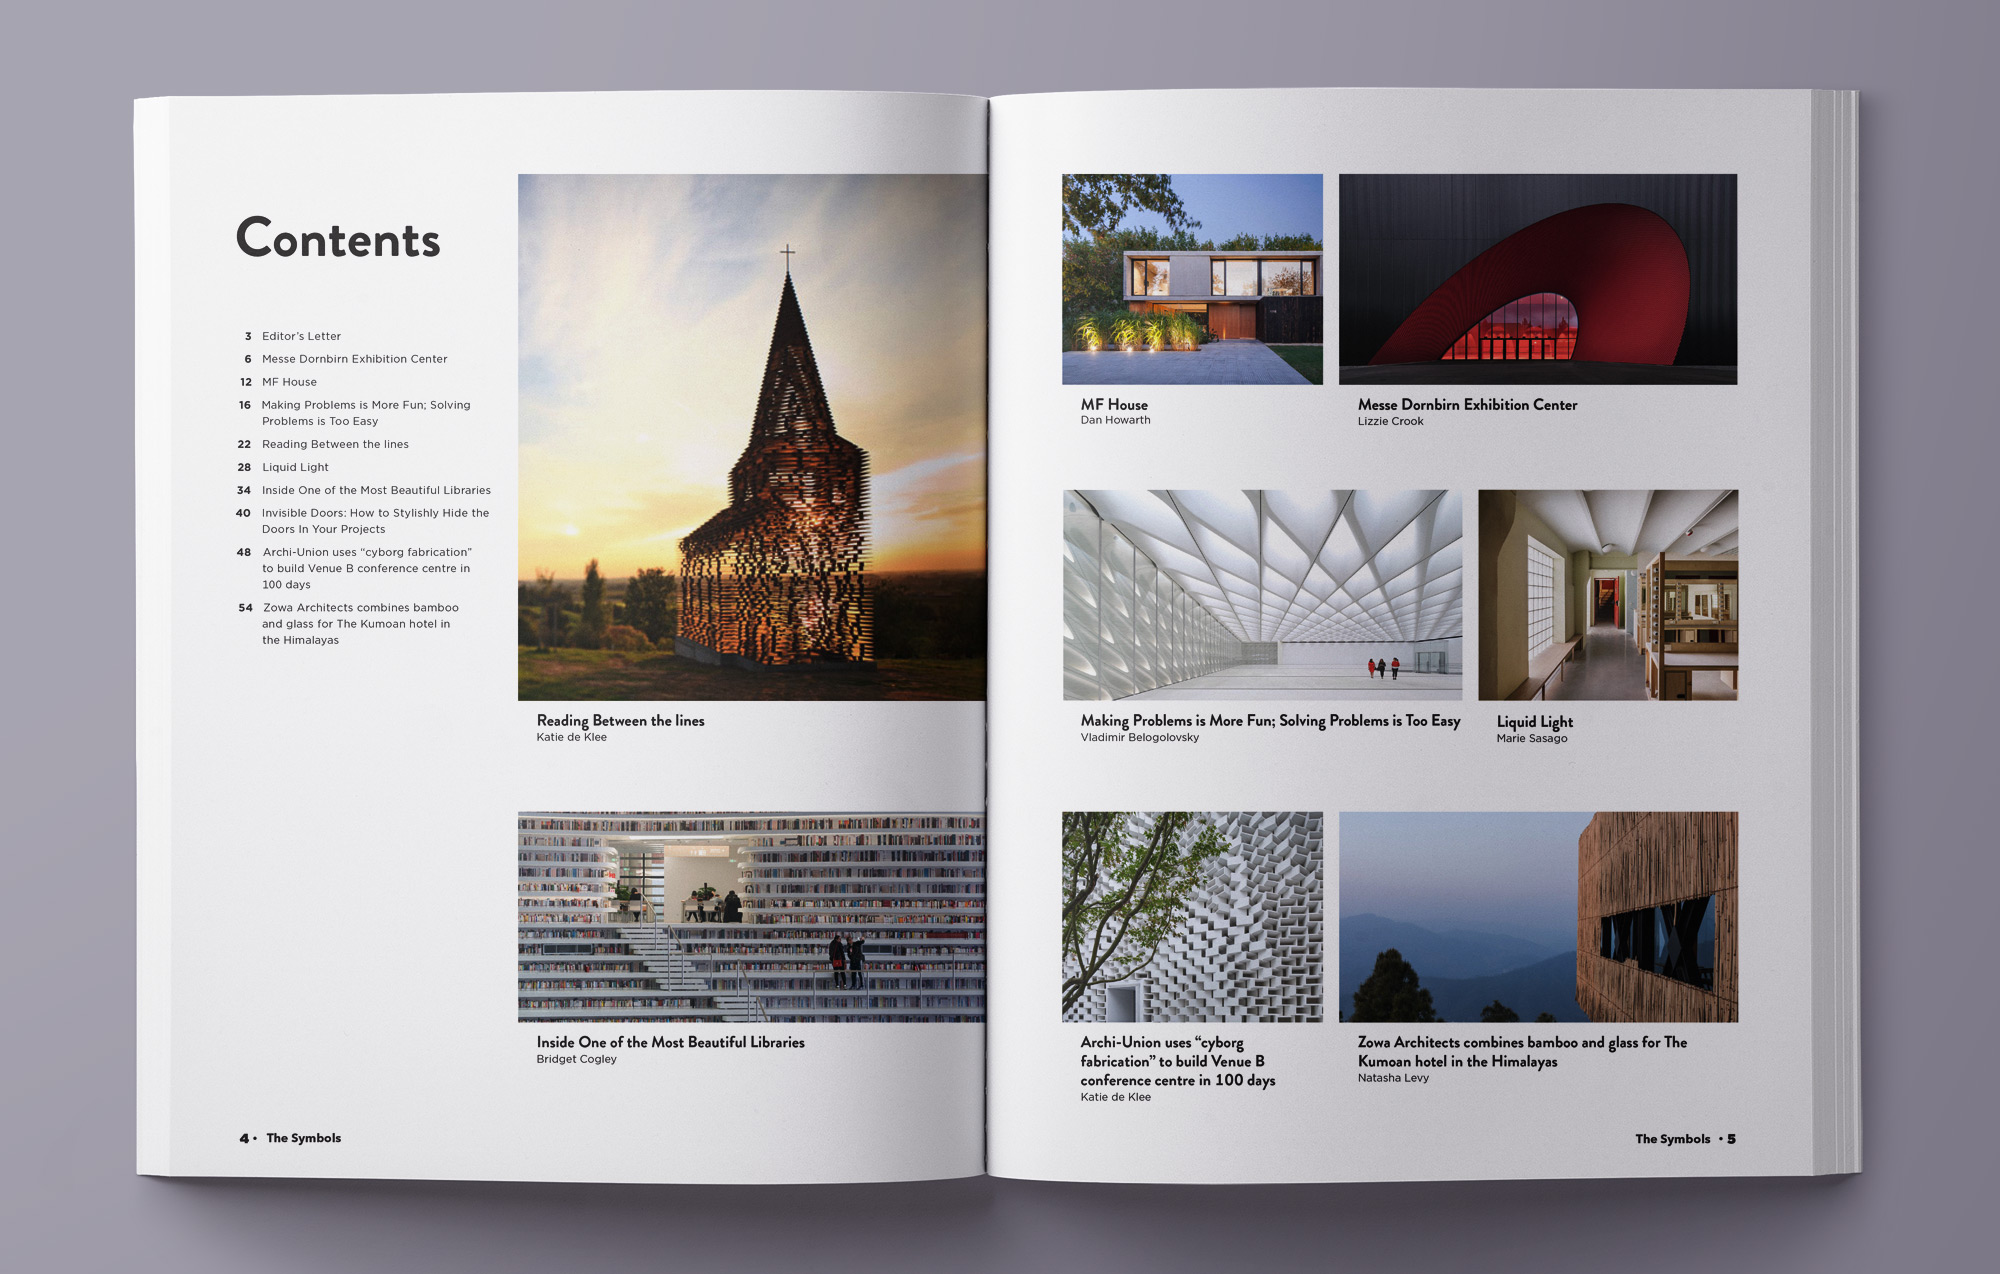 Contents
3 Editor's Letter
6 Messe Dornbirn Exhibition Center
12 MF House
16 Making Problems is More Fun; Solving
Problems is Too Easy
22 Reading Between the lines
28 Liquid Light
34 Inside One of the Most Beautiful Libraries
40 Invisible Doors: How to Stylishly Hide the
Doors In Your Projects
48 Archi-Union uses “cyborg fabrication”
to build Venue B conference centre in
100 days
54 Zowa Architects combines bamboo
and glass for The Kumoan hotel in
the Himalayas
Reading Between the lines
Katie de Klee
Inside One of the Most Beautiful Libraries
Bridget Cogley
4 • The Symbols
MF House
Dan Howarth
Messe Dornbirn Exhibition Center
Lizzie Crook
Making Problems is More Fun; Solving Problems is Too Easy
Vladimir Belogolovsky
Liquid Light
Marie Sasago
Archi-Union uses “cyborg
fabrication” to build Venue B
conference centre in 100 days
Katie de Klee
Zowa Architects combines bamboo and glass for The
Kumoan hotel in the Himalayas
Natasha Levy
The Symbols • 5